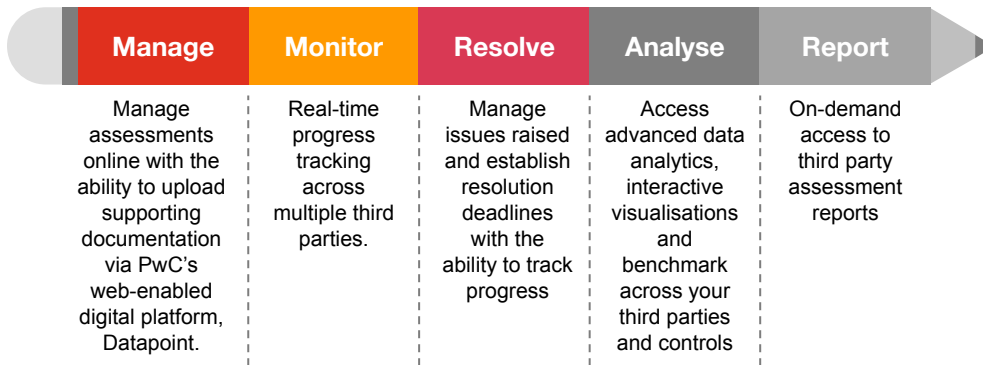 Manage
Monitor
Resolve
Analyse
Report
Manage
assessments
online with the
ability to upload
supporting
documentation
via PwC’s
web-enabled
digital platform,
Datapoint.
Real-time
progress
tracking
across
multiple third
parties.
Manage
issues raised
and establish
resolution
deadlines
with the
ability to track
progress
Access
advanced data
analytics,
interactive
visualisations
and
benchmark
across your
third parties
and controls
On-demand
access to
third party
assessment
reports